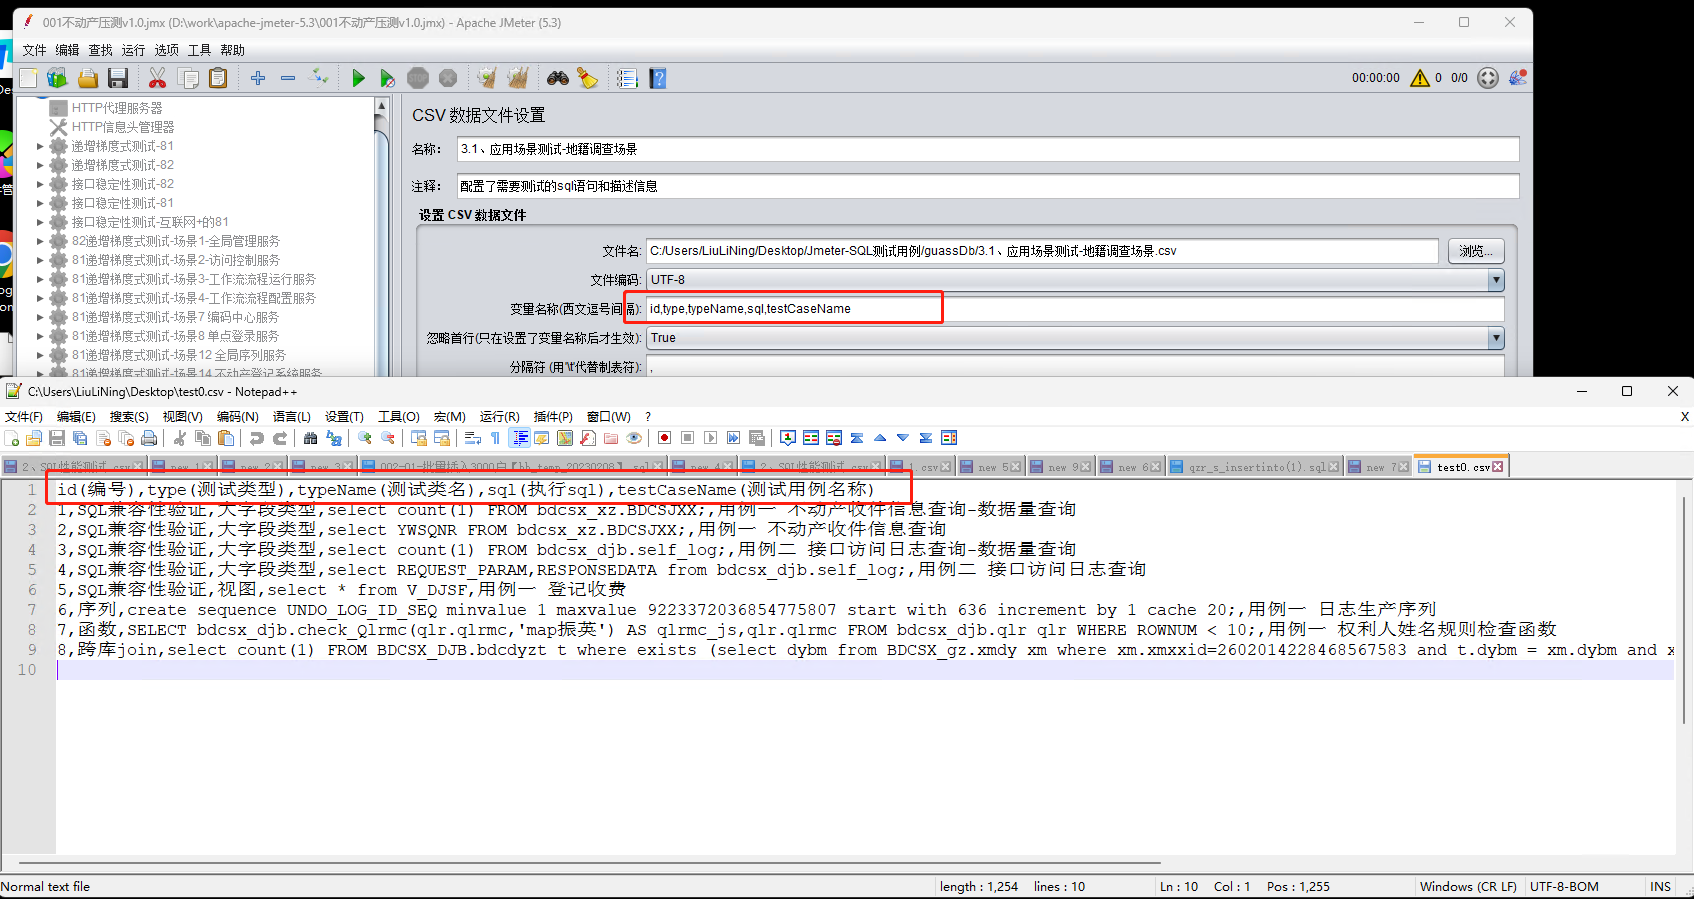 001不动产压测v1.0.jmx (D:\work\apache-jmeter-5.3\001不动产压测v1.0.jmx) - Apache JMeter (5.3)
文件 编辑 查找 运行 选项 工具 帮助
00:00:00 0 0/0
HTTP代理服务器
HTTP信息头管理器
递增梯度式测试-81
递增梯度式测试-82
接口稳定性测试-82
接口稳定性测试-81
接口稳定性测试-互联网+的81
82递增梯度式测试-场景1-全局管理服务
81递增梯度式测试-场景2-访问控制服务
81递增梯度式测试-场景3-工作流流程运行服务
81递增梯度式测试-场景4-工作流流程配置服务
81递增梯度式测试-场景7 编码中心服务
81递增梯度式测试-场景8 单点登录服务
81递增梯度式测试-场景12 全局序列服务
81递增梯度式测试-场景14 不动产登记系统服务
CSV 数据文件设置
名称: 3.1、应用场景测试-地籍调查场景
注释: 配置了需要测试的sql语句和描述信息
设置 CSV 数据文件
文件名: C:/Users/LiuLiNing/Desktop/Jmeter-SQL测试用例/guassDb/3.1、应用场景测试-地籍调查场景.csv 浏览...
文件编码: UTF-8
变量名称(西文逗号间隔): id,type,typeName,sql,testCaseName
忽略首行(只在设置了变量名称后才生效): True
分隔符 (用'\t'代替制表符): ,
C:\Users\LiuLiNing\Desktop\test0.csv - Notepad++
文件(F) 编辑(E) 搜索(S) 视图(V) 编码(N) 语言(L) 设置(T) 工具(O) 宏(M) 运行(R) 插件(P) 窗口(W) ? X
2、SQL性能测试.csv new 1 new 2 new 3 002-01-批量插入3000户【hh_temp_20230208】.sql new 4 2、SQL性能测试.csv 1.csv new 5 new 9 new 6 qzr_s_insertinto(1).sql new 7 test0.csv
1 id(编号),type(测试类型),typeName(测试类名),sql(执行sql),testCaseName(测试用例名称)
2 1,SQL兼容性验证,大字段类型,select count(1) FROM bdcsx_xz.BDCSJXX;,用例一 不动产收件信息查询-数据量查询
3 2,SQL兼容性验证,大字段类型,select YWSQNR FROM bdcsx_xz.BDCSJXX;,用例一 不动产收件信息查询
4 3,SQL兼容性验证,大字段类型,select count(1) FROM bdcsx_djb.self_log;,用例二 接口访问日志查询-数据量查询
5 4,SQL兼容性验证,大字段类型,select REQUEST_PARAM,RESPONSEDATA from bdcsx_djb.self_log;,用例二 接口访问日志查询
6 5,SQL兼容性验证,视图,select * from V_DJSF,用例一 登记收费
7 6,序列,create sequence UNDO_LOG_ID_SEQ minvalue 1 maxvalue 9223372036854775807 start with 636 increment by 1 cache 20;,用例一 日志生产序列
8 7,函数,SELECT bdcsx_djb.check_Qlrmc(qlr.qlrmc,'map振英') AS qlrmc_js,qlr.qlrmc FROM bdcsx_djb.qlr qlr WHERE ROWNUM < 10;,用例一 权利人姓名规则检查函数
9 8,跨库join,select count(1) FROM BDCSX_DJB.bdcdyzt t where exists (select dybm from BDCSX_gz.xmdy xm where xm.xmxxid=2602014228468567583 and t.dybm = xm.dybm and x
10
Normal text file length : 1,254 lines : 10 Ln : 10 Col : 1 Pos : 1,255 Windows (CR LF) UTF-8-BOM INS